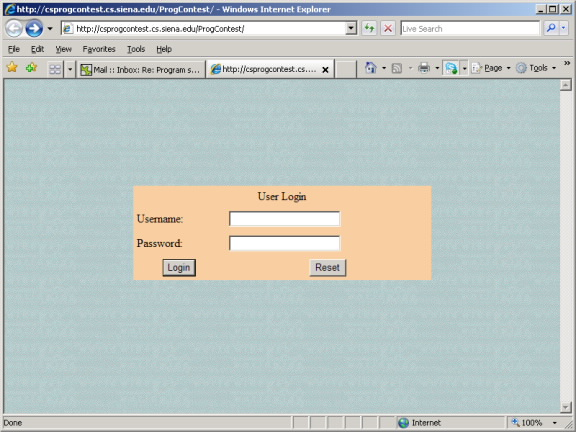 http://csprogcontest.cs.siena.edu/ProgContest/ - Windows Internet Explorer
http://csprogcontest.cs.siena.edu/ProgContest/ Live Search
File Edit View Favorites Tools Help
Mail :: Inbox: Re: Program s... http://csprogcontest.cs.... Page Tools
User Login
Username:
Password:
Login Reset
Done Internet 100%